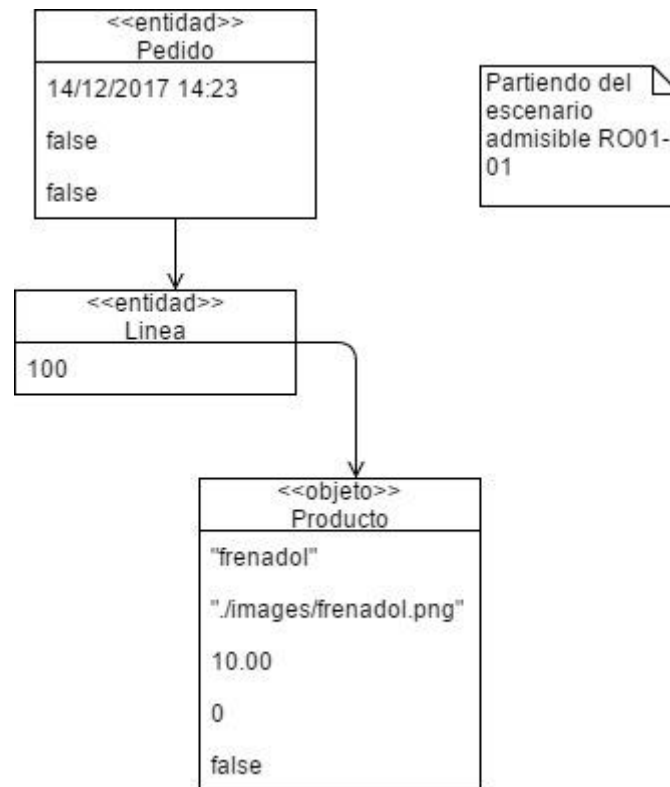 <<entidad>>
Pedido
14/12/2017 14:23
false
false
Partiendo del
escenario
admisible RO01-
01
<<entidad>>
Linea
100
<<objeto>>
Producto
"frenadol"
"./images/frenadol.png"
10.00
0
false